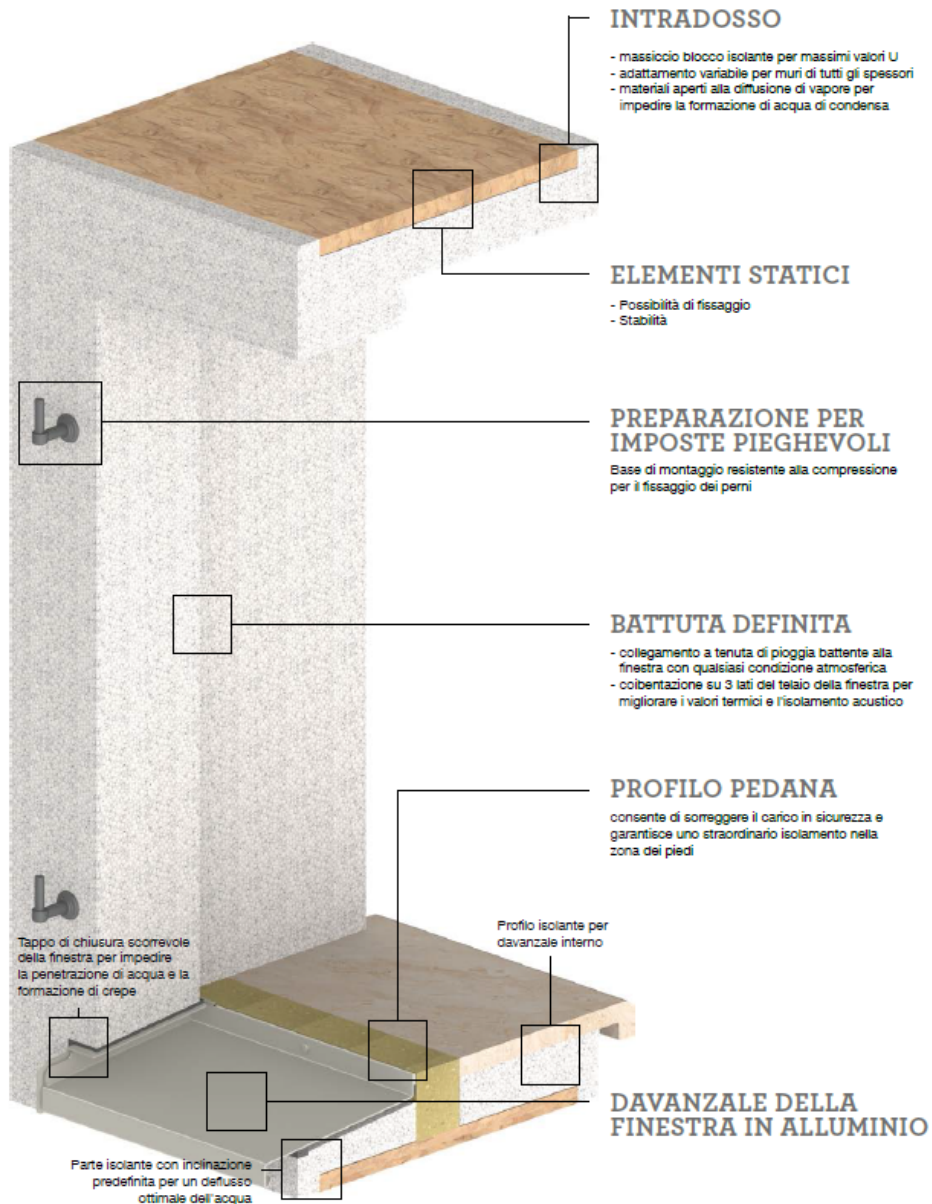 INTRADOSSO
- massiccio blocco isolante per massimi valori U
- adattamento variabile per muri di tutti gli spessori
- materiali aperti alla diffusione di vapore per
impedire la formazione di acqua di condensa
ELEMENTI STATICI
- Possibilità di fissaggio
- Stabilità
PREPARAZIONE PER
IMPOSTE PIEGHEVOLI
Base di montaggio resistente alla compressione
per il fissaggio dei perni
BATTUTA DEFINITA
- collegamento a tenuta di pioggia battente alla
finestra con qualsiasi condizione atmosferica
- coibentazione su 3 lati del telaio della finestra per
migliorare i valori termici e l'isolamento acustico
PROFILO PEDANA
consente di sorreggere il carico in sicurezza e
garantisce uno straordinario isolamento nella
zona dei piedi
Profilo isolante per
davanzale interno
Tappo di chiusura scorrevole
della finestra per impedire
la penetrazione di acqua e la
formazione di crepe
DAVANZALE DELLA
FINESTRA IN ALLUMINIO
Parte isolante con inclinazione
predefinita per un deflusso
ottimale dell'acqua